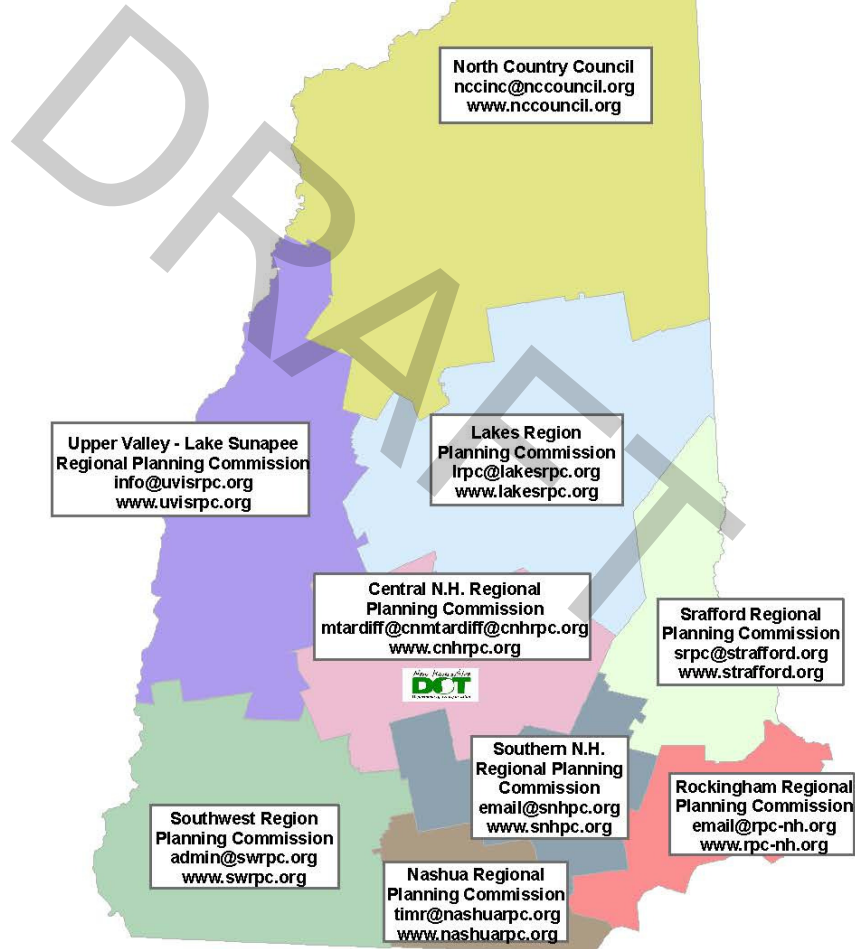 North Country Council
nccinc@nccouncil.org
www.nccouncil.org
DRAFT
Upper Valley - Lake Sunapee
Regional Planning Commission
info@uvisrpc.org
www.uvisrpc.org
Lakes Region
Planning Commission
lrpc@lakesrpc.org
www.lakesrpc.org
Central N.H. Regional
Planning Commission
mtardiff@cnmtardiff@cnhrpc.org
www.cnhrpc.org
New Hampshire
DOT
Department of Transportation
Srafford Regional
Planning Commission
srpc@strafford.org
www.strafford.org
Southern N.H.
Regional Planning
Commission
email@snhpc.org
www.snhpc.org
Rockingham Regional
Planning Commission
email@rpc-nh.org
www.rpc-nh.org
Southwest Region
Planning Commission
admin@swrpc.org
www.swrpc.org
Nashua Regional
Planning Commission
timr@nashuarpc.org
www.nashuarpc.org